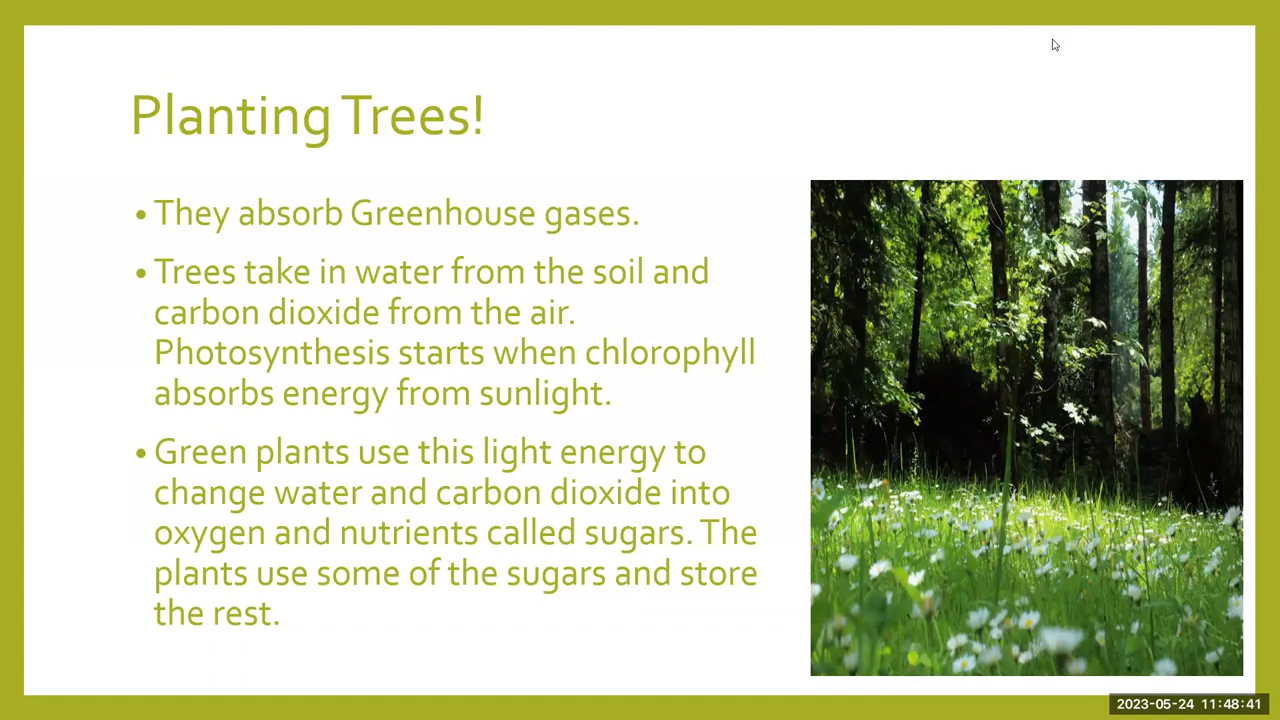 Planting Trees!
• They absorb Greenhouse gases.
• Trees take in water from the soil and
carbon dioxide from the air.
Photosynthesis starts when chlorophyll
absorbs energy from sunlight.
• Green plants use this light energy to
change water and carbon dioxide into
oxygen and nutrients called sugars. The
plants use some of the sugars and store
the rest.
2023-05-24 11:48:41